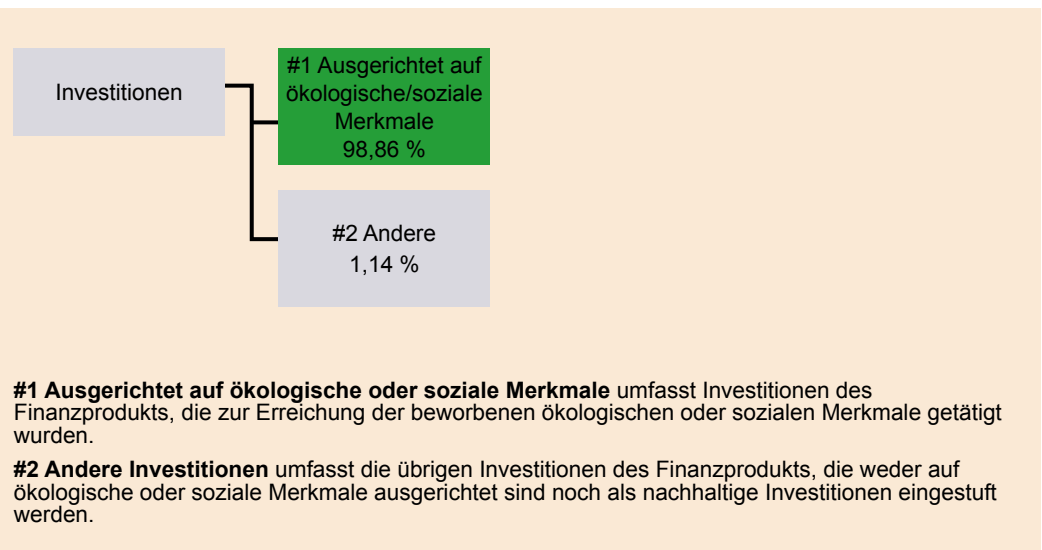 Investitionen
#1 Ausgerichtet auf
ökologische/soziale
Merkmale
98,86 %
#2 Andere
1,14 %
#1 Ausgerichtet auf ökologische oder soziale Merkmale umfasst Investitionen des
Finanzprodukts, die zur Erreichung der beworbenen ökologischen oder sozialen Merkmale getätigt
wurden.
#2 Andere Investitionen umfasst die übrigen Investitionen des Finanzprodukts, die weder auf
ökologische oder soziale Merkmale ausgerichtet sind noch als nachhaltige Investitionen eingestuft
werden.